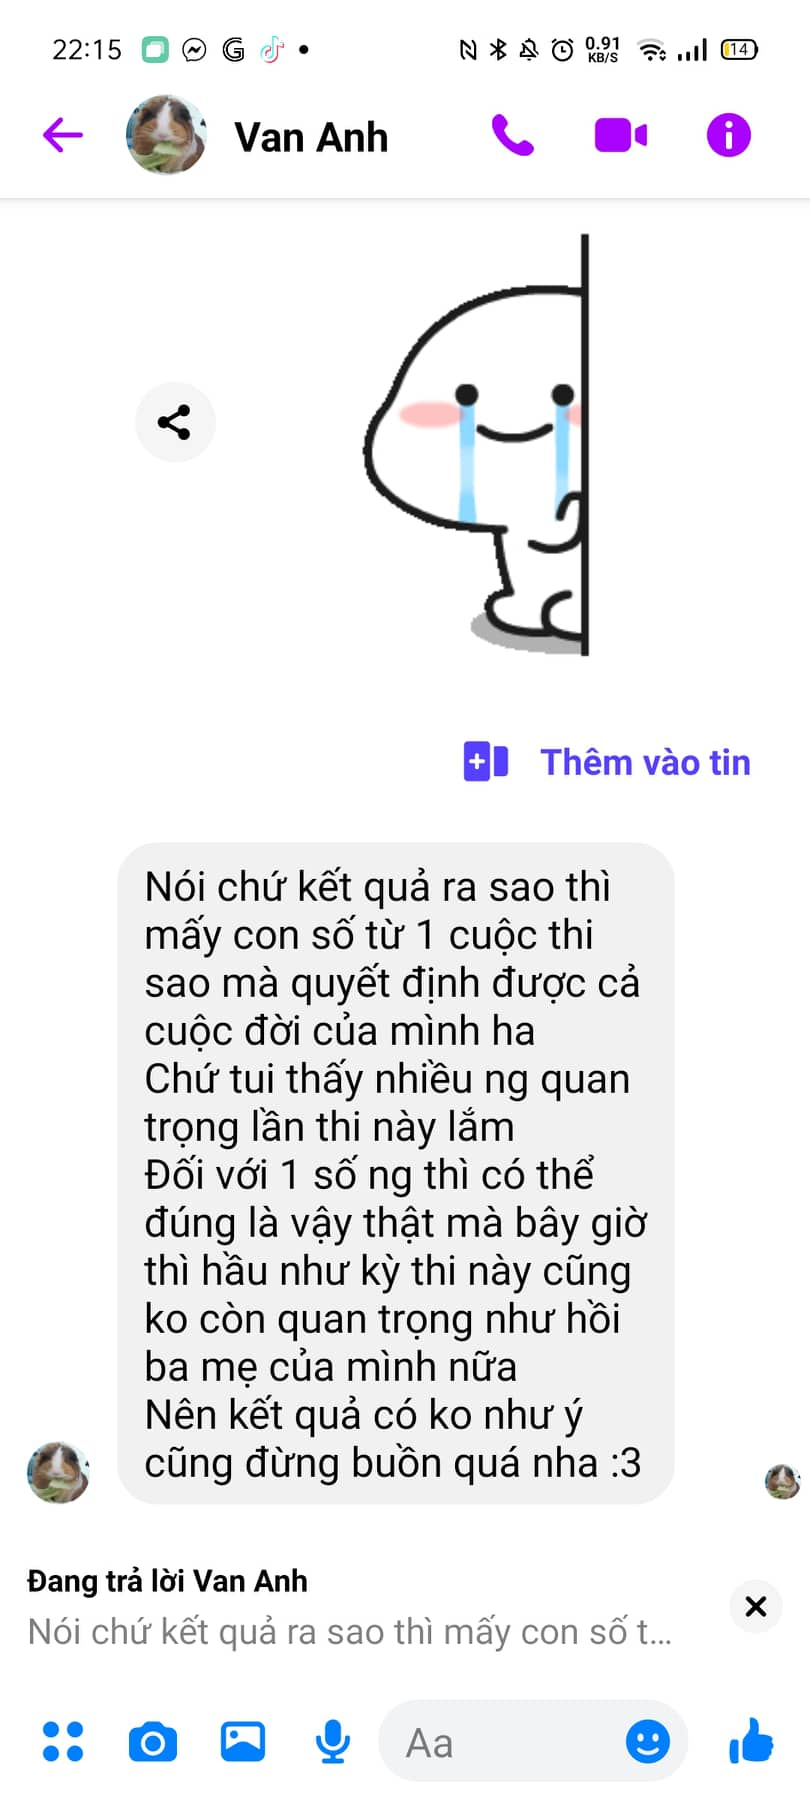 22:15
0.91
KB/S
14
Van Anh
Thêm vào tin
Nói chứ kết quả ra sao thì
mấy con số từ 1 cuộc thi
sao mà quyết định được cả
cuộc đời của mình ha
Chứ tui thấy nhiều ng quan
trọng lần thi này lắm
Đối với 1 số ng thì có thể
đúng là vậy thật mà bây giờ
thì hầu như kỳ thi này cũng
ko còn quan trọng như hồi
ba mẹ của mình nữa
Nên kết quả có ko như ý
cũng đừng buồn quá nha :3
Đang trả lời Van Anh
Nói chứ kết quả ra sao thì mấy con số t...
Aa